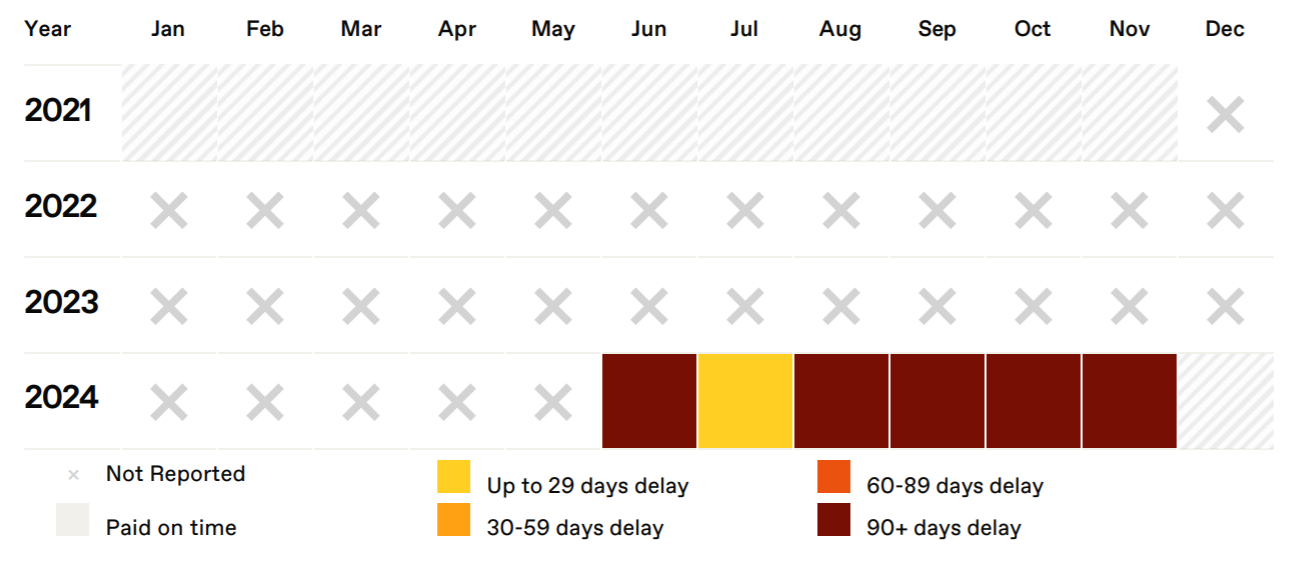 Year Jan Feb Mar Apr May Jun Jul Aug Sep Oct Nov Dec
2021
2022
2023
2024
Not Reported
Up to 29 days delay
60-89 days delay
Paid on time
30-59 days delay
90+ days delay